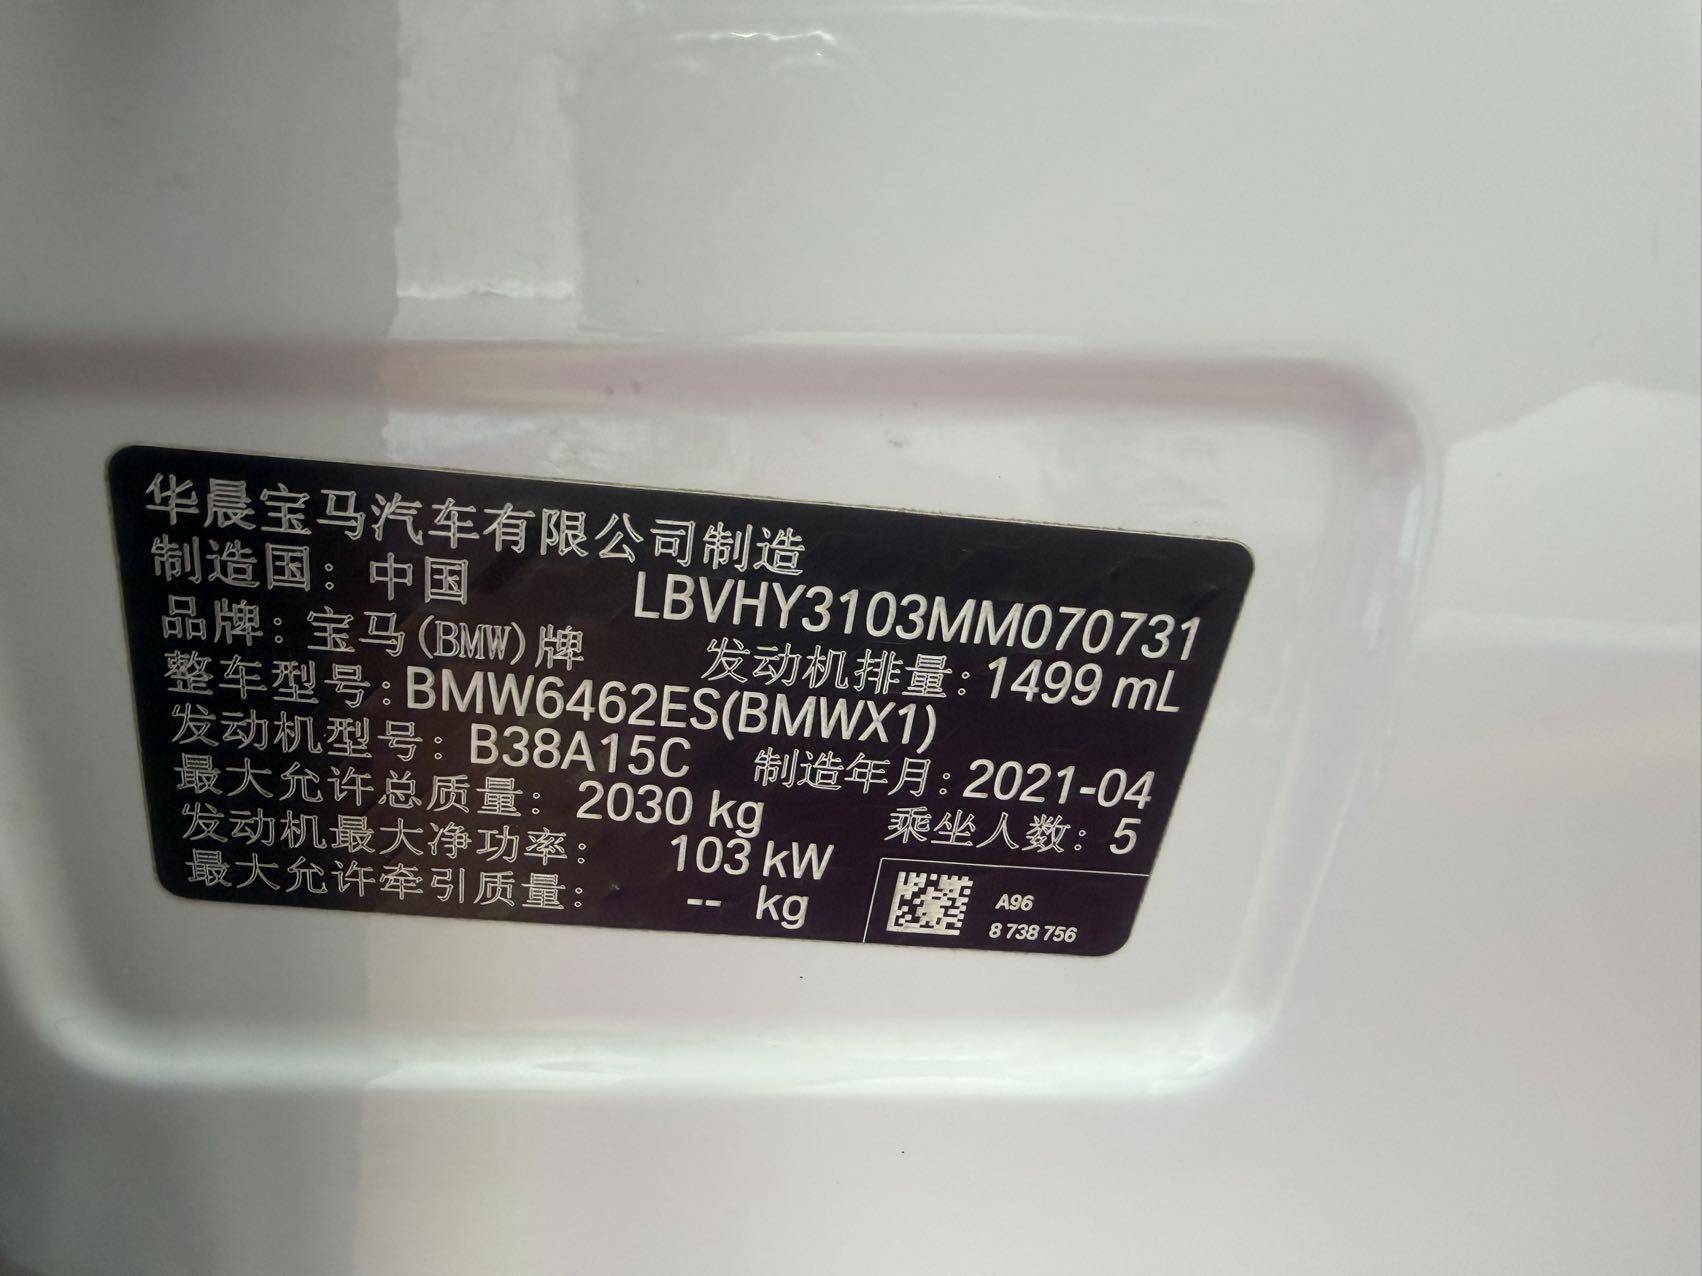 华晨宝马汽车有限公司制造
制造国：中国 LBVHY3103MM070731
品牌：宝马(BMW)牌 发动机排量：1499 mL
整车型号：BMW6462ES(BMWX1)
发动机型号：B38A15C 制造年月：2021-04
最大允许总质量：2030 kg 乘坐人数：5
发动机最大净功率：103 kW
最大允许牵引质量：-- kg
A96
8 738 756